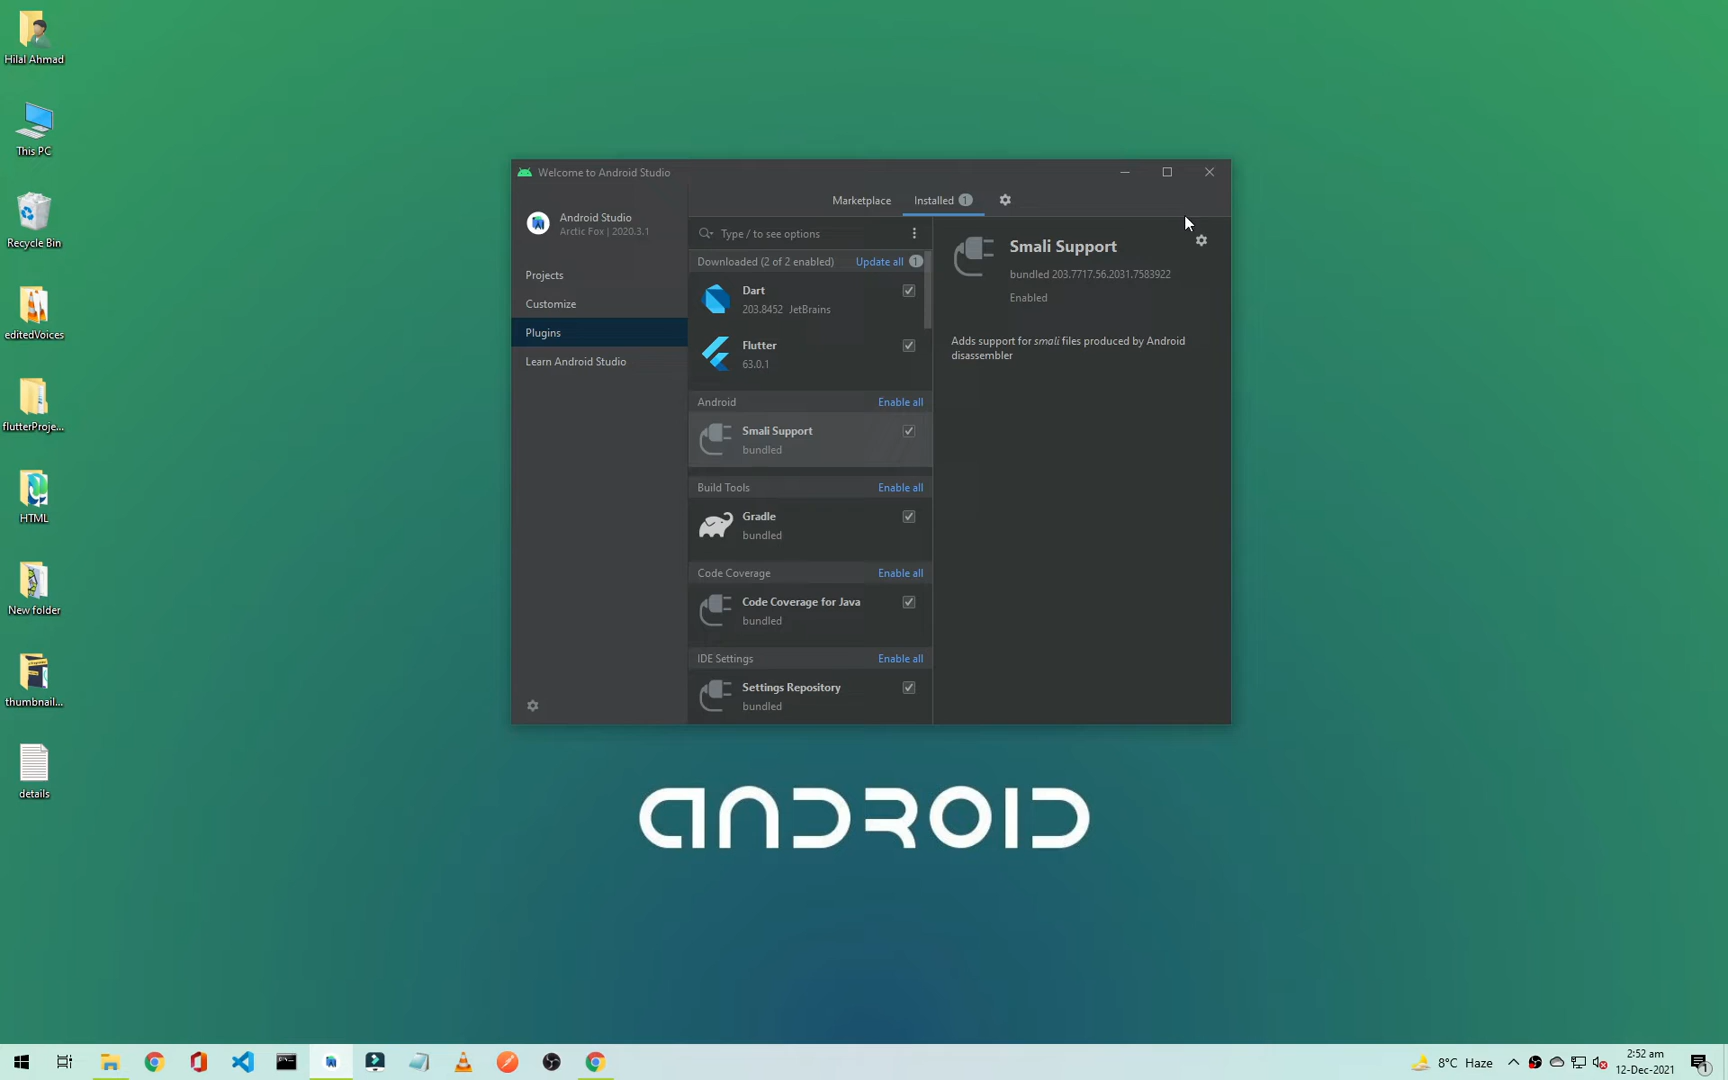 Hilal Ahmad
This PC
Recycle Bin
editedVoices
flutterProje...
HTML
New folder
thumbnail...
details
Welcome to Android Studio
Android Studio
Arctic Fox | 2020.3.1
Projects
Customize
Plugins
Learn Android Studio
Marketplace
Installed 1
Type / to see options
Downloaded (2 of 2 enabled) Update all 1
Dart
203.8452 JetBrains
Flutter
63.0.1
Android Enable all
Smali Support
bundled
Build Tools Enable all
Gradle
bundled
Code Coverage Enable all
Code Coverage for Java
bundled
IDE Settings Enable all
Settings Repository
bundled
Smali Support
bundled 203.7717.56.2031.7583922
Enabled
Adds support for smali files produced by Android
disassembler
ANDROID
8°C Haze
2:52 am
12-Dec-2021
1